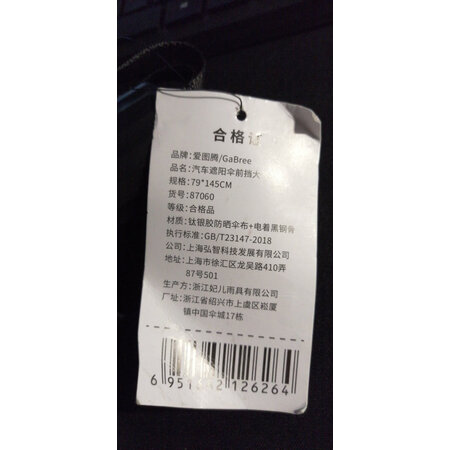 合格证
品牌:爱图腾/GaBree
品名:汽车遮阳伞前挡大
规格:79*145CM
货号:87060
等级:合格品
材质:钛银胶防晒伞布+电着黑钢骨
执行标准:GB/T23147-2018
公司:上海弘智科技发展有限公司
地址:上海市徐汇区龙吴路410弄
87号501
生产方:浙江妃儿雨具有限公司
厂址:浙江省绍兴市上虞区崧厦
镇中国伞城17栋
126264